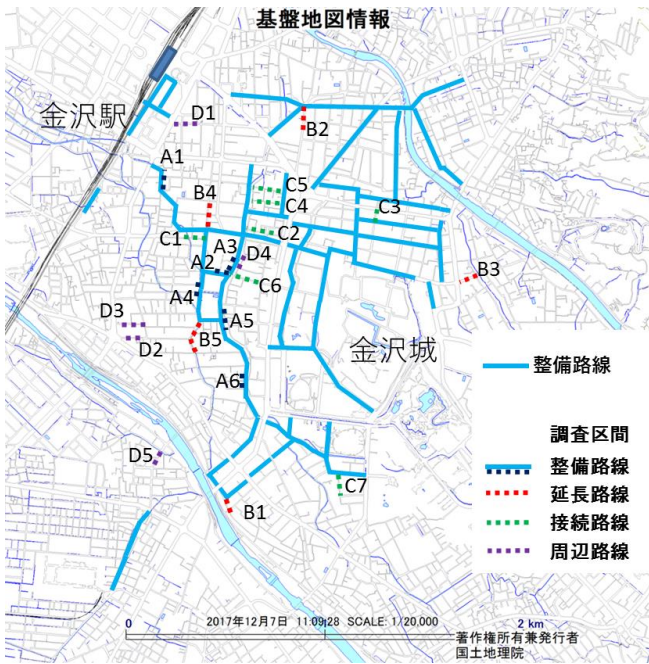 基盤地図情報
金沢駅
D1
B2
A1
C5
B4
C4
C3
C1
A3
C2
A2
D4
B3
A4
C6
D3
A5
D2
B5
金沢城
整備路線
A6
調査区間
整備路線
延長路線
接続路線
周辺路線
D5
C7
B1
0
2017年12月7日 11:09:28 SCALE: 1/20,000
2 km
著作権所有兼発行者
国土地理院